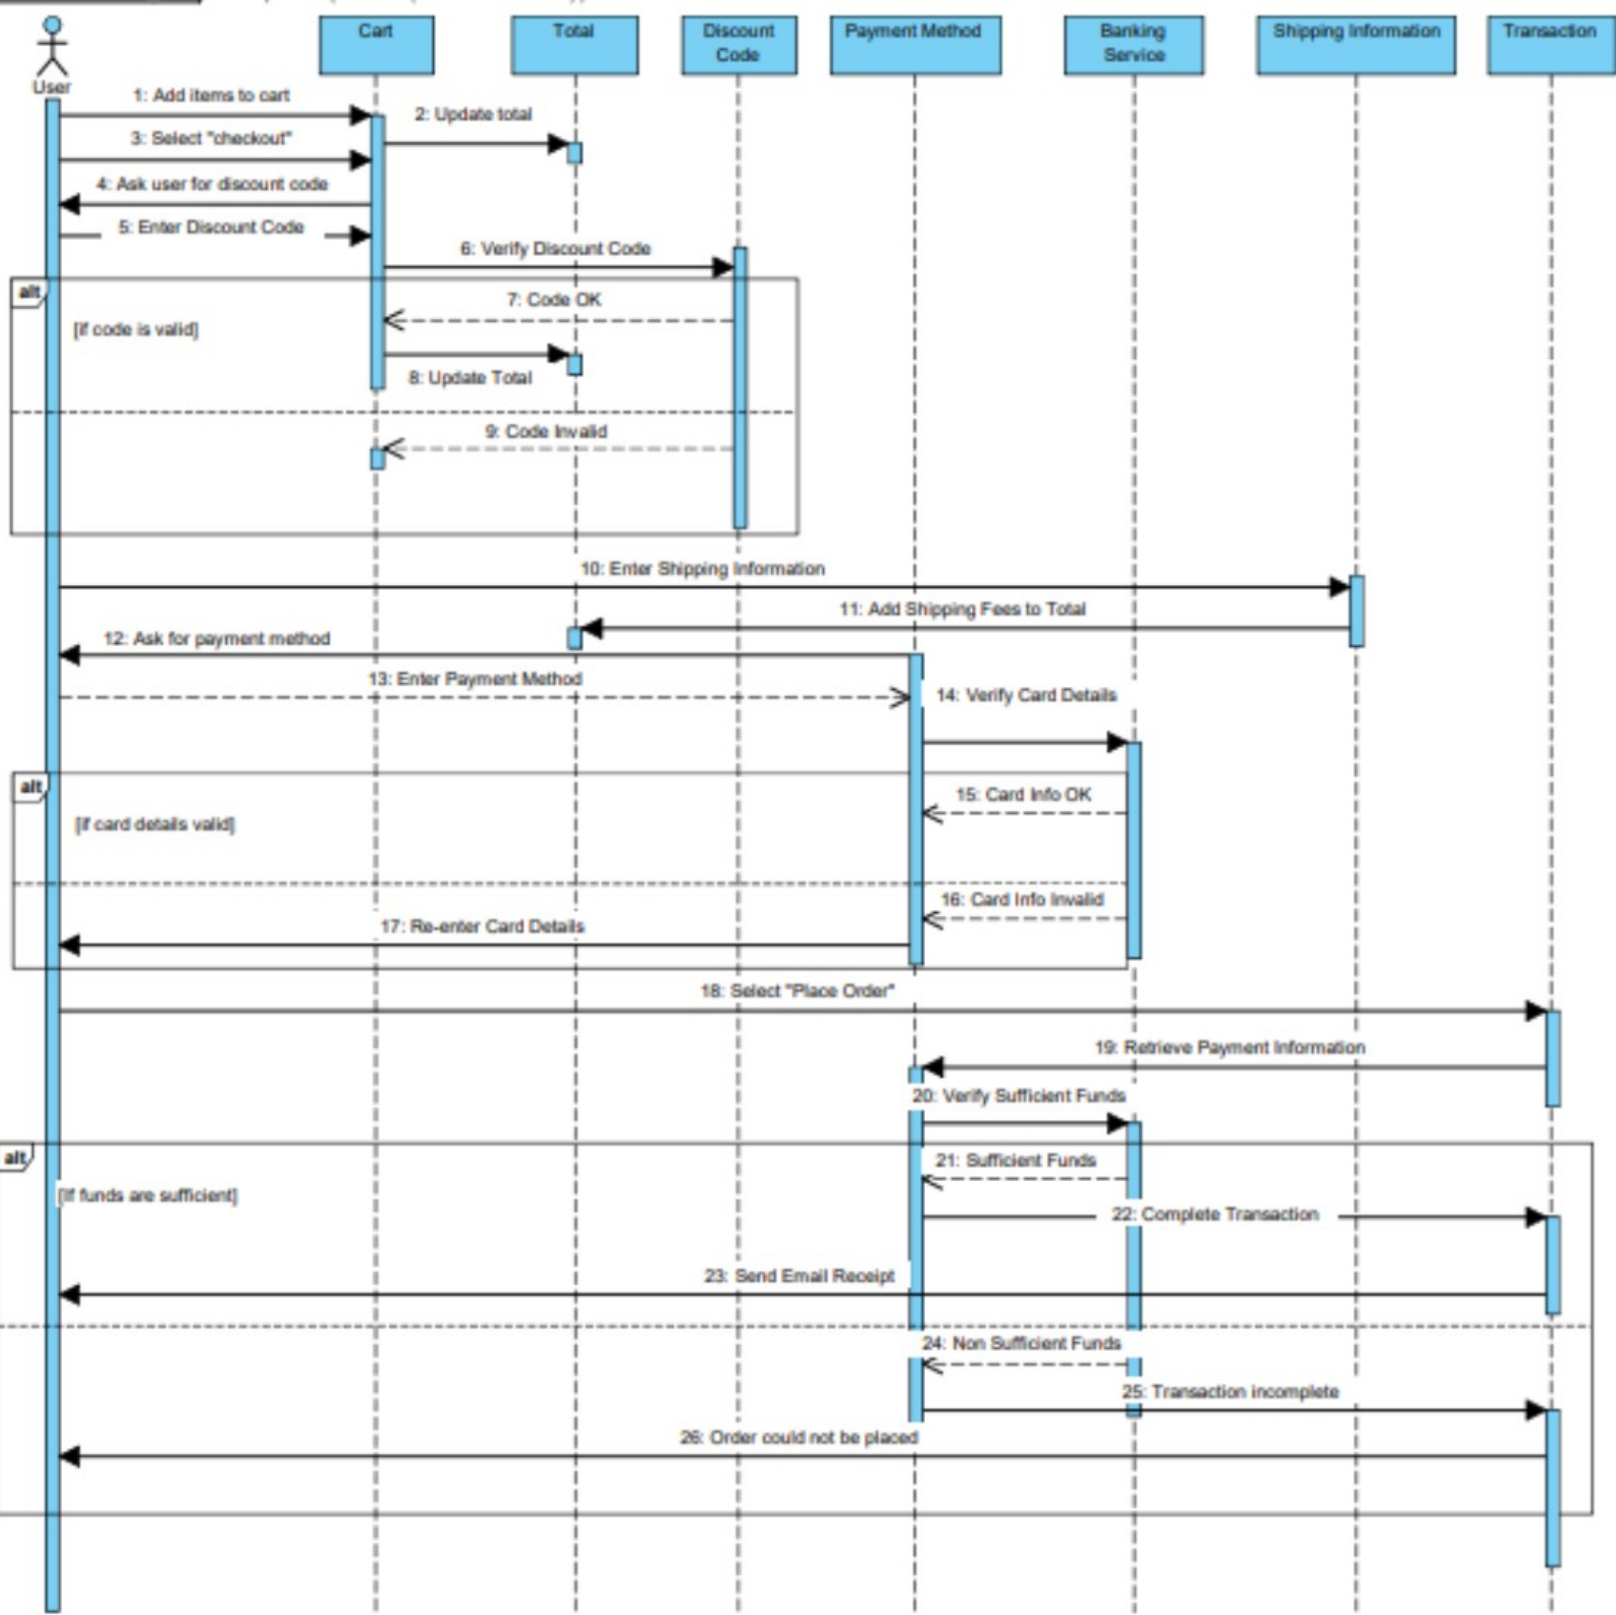 Cart
Total
Discount
Code
Payment Method
Banking
Service
Shipping Information
Transaction
User
1: Add items to cart
2: Update total
3: Select "checkout"
4: Ask user for discount code
5: Enter Discount Code
6: Verify Discount Code
alt
7: Code OK
[if code is valid]
8: Update Total
9: Code Invalid
10: Enter Shipping Information
11: Add Shipping Fees to Total
12: Ask for payment method
13: Enter Payment Method
14: Verify Card Details
alt
15: Card Info OK
[if card details valid]
16: Card Info Invalid
17: Re-enter Card Details
18: Select "Place Order"
19: Retrieve Payment Information
20: Verify Sufficient Funds
alt
21: Sufficient Funds
[If funds are sufficient]
22: Complete Transaction
23: Send Email Receipt
24: Non Sufficient Funds
25: Transaction incomplete
26: Order could not be placed